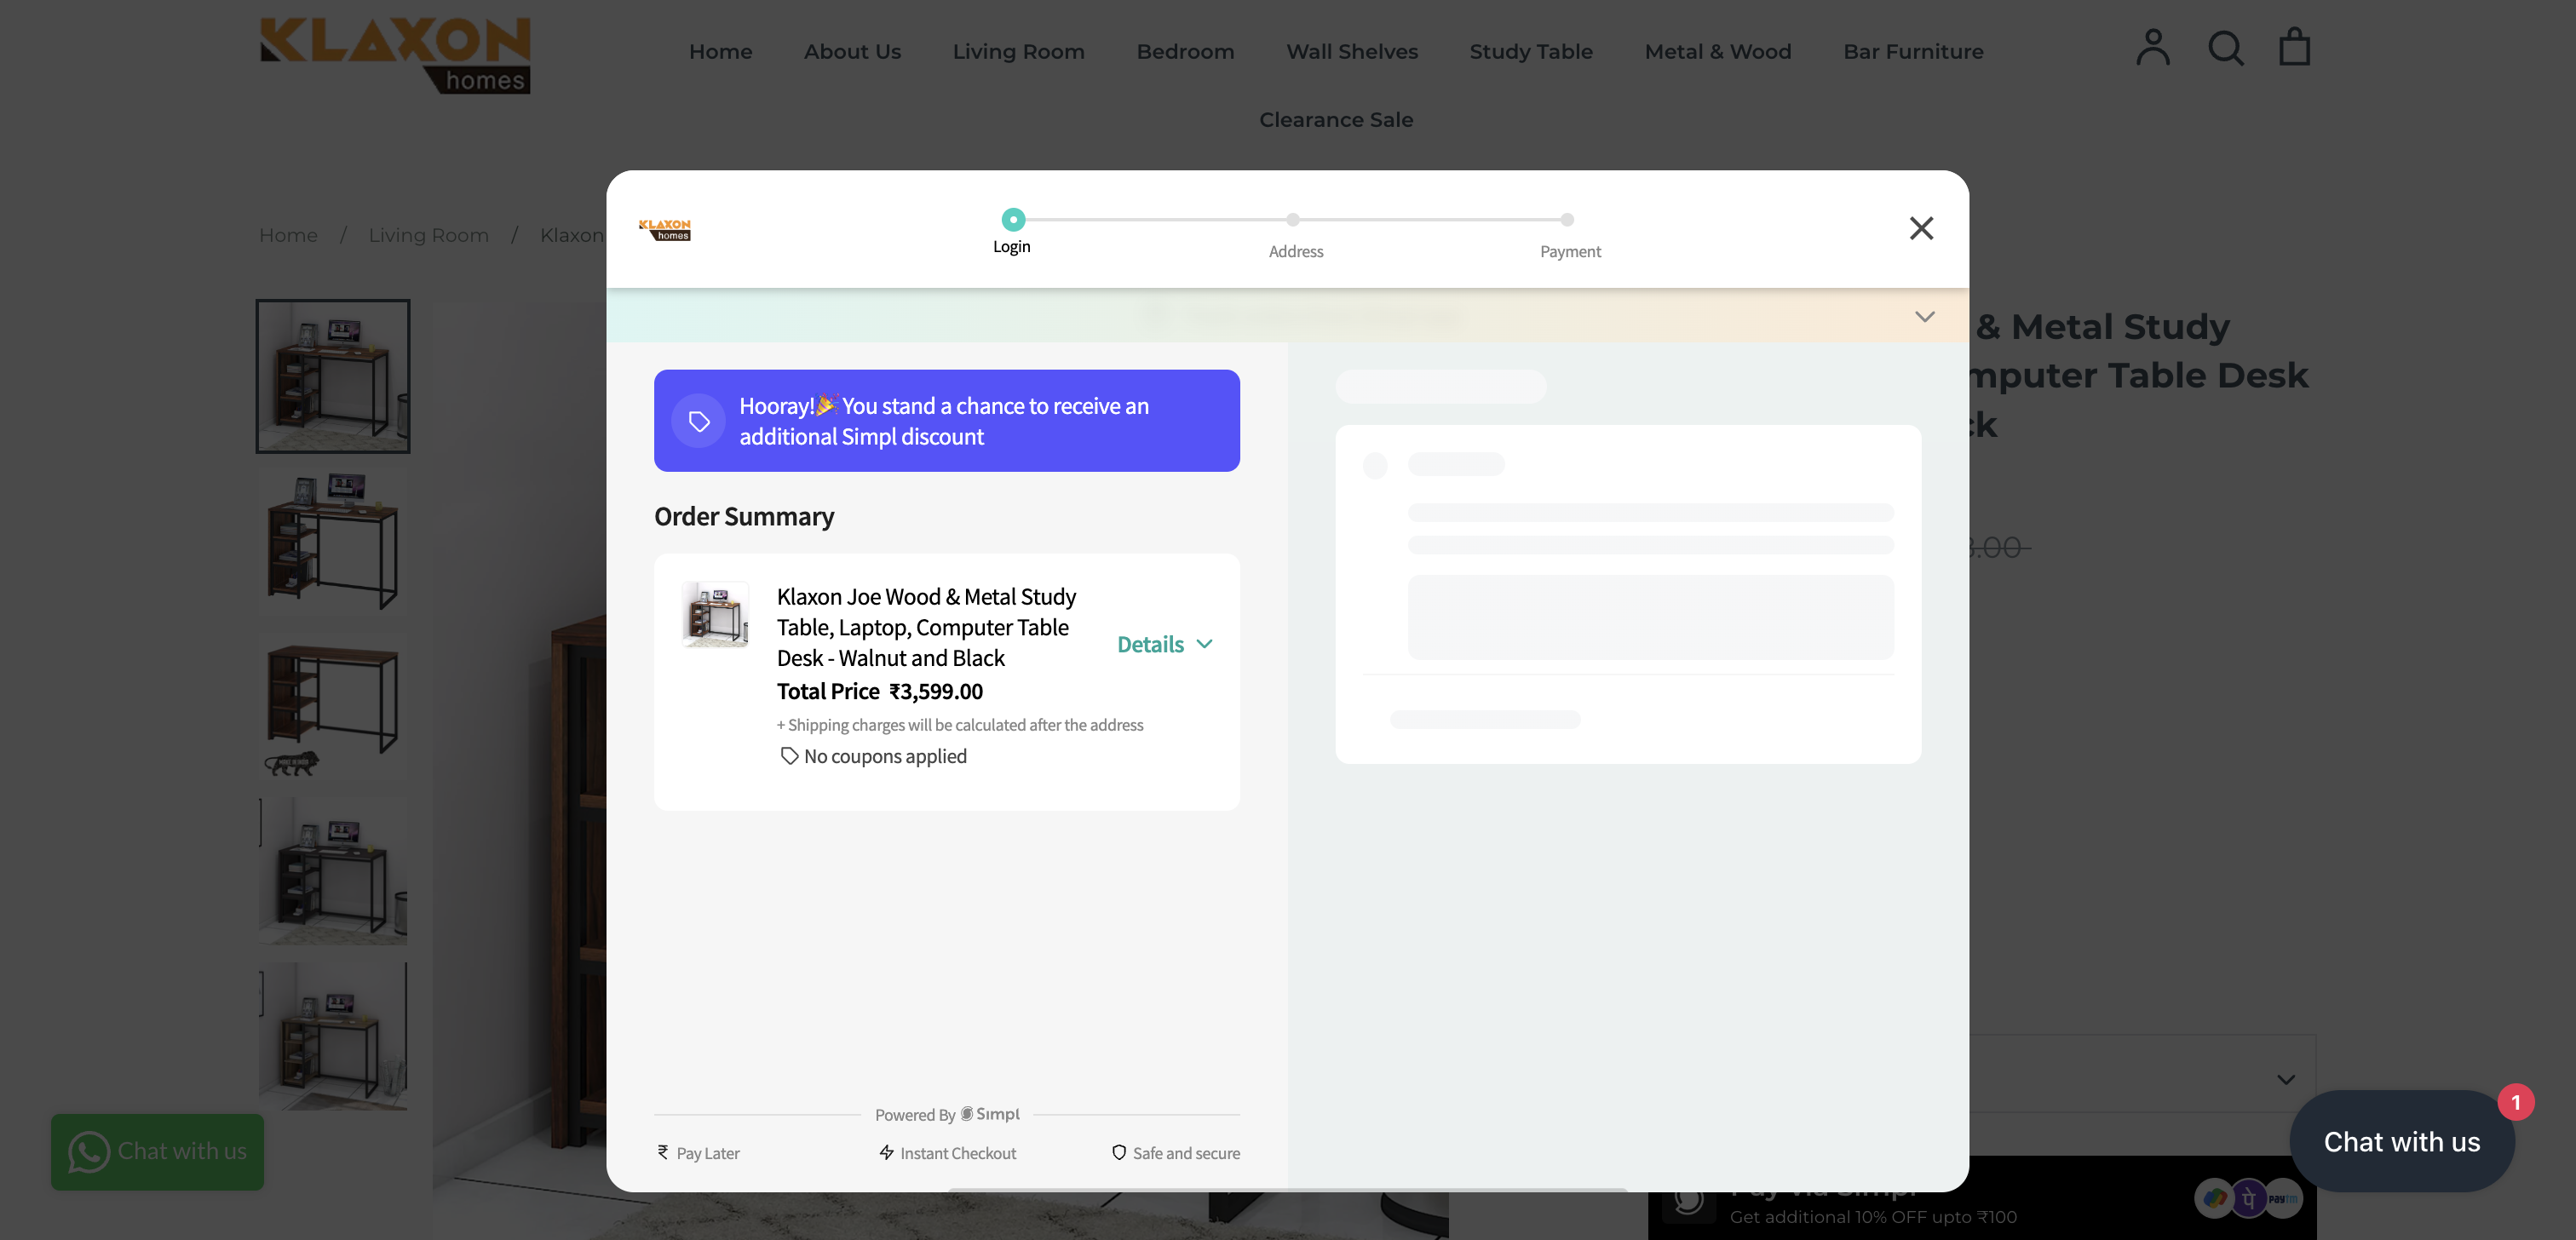 KLAXON
homes
Home
About Us
Living Room
Bedroom
Wall Shelves
Study Table
Metal & Wood
Bar Furniture
Clearance Sale
Home / Living Room / Klaxon
KLAXON
homes
Login
Address
Payment
& Metal Study
mputer Table Desk
ck
.00
Hooray!🎉 You stand a chance to receive an
additional Simpl discount
Order Summary
Klaxon Joe Wood & Metal Study
Table, Laptop, Computer Table
Desk - Walnut and Black
Details
Total Price ₹3,599.00
+ Shipping charges will be calculated after the address
No coupons applied
Powered By Simpl
₹ Pay Later
Instant Checkout
Safe and secure
Chat with us
1
Chat with us
Pay via Simpl
Get additional 10% OFF upto ₹100
पे
paytm